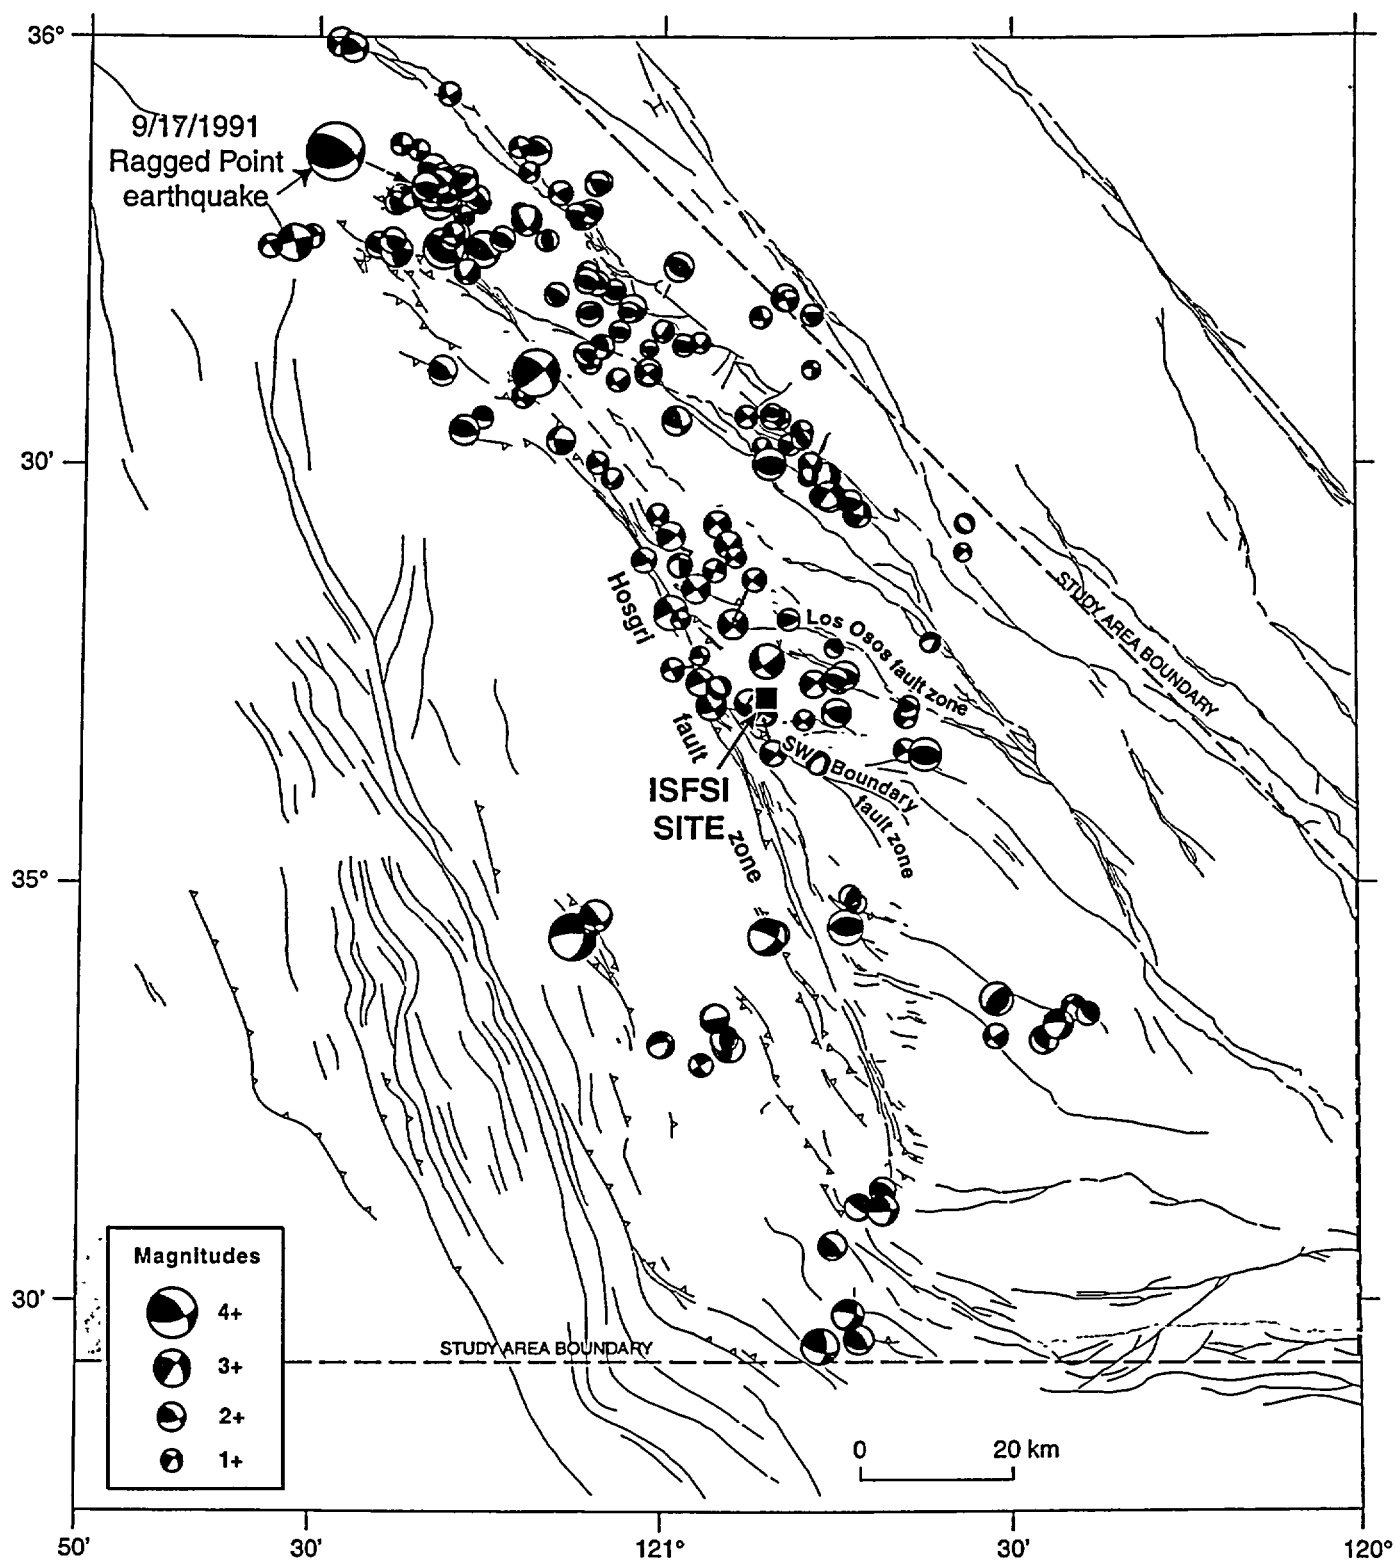 36°
9/17/1991
Ragged Point
earthquake
30'
STUDY AREA BOUNDARY
Hosgri
fault
zone
Los Osos fault zone
SW Boundary
fault zone
ISFSI
SITE
35°
Magnitudes
4+
3+
2+
1+
30'
STUDY AREA BOUNDARY
0 20 km
50' 30' 121° 30' 120°